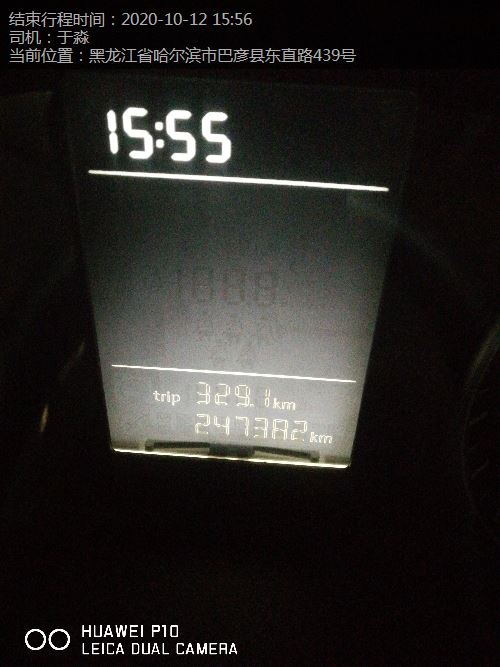 结束行程时间：2020-10-12 15:56
司机：于淼
当前位置：黑龙江省哈尔滨市巴彦县东直路439号
15:55
trip 329.1 km
247382 km
HUAWEI P10
LEICA DUAL CAMERA